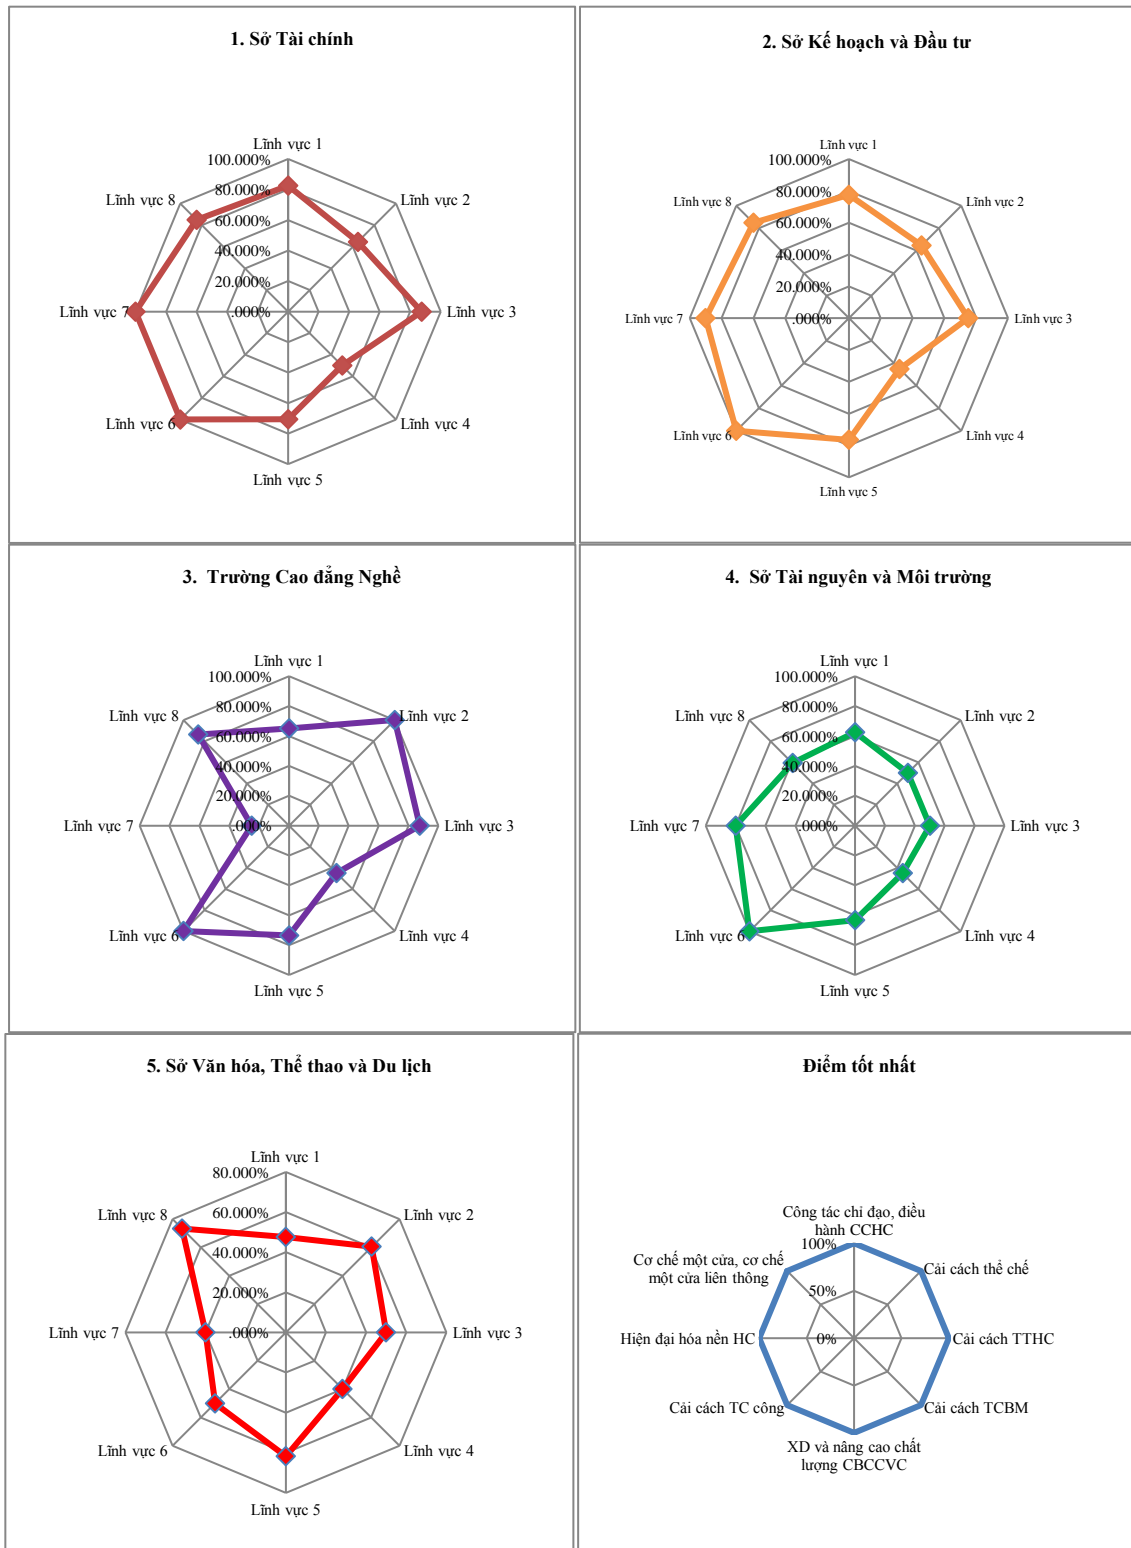 1. Sở Tài chính
Lĩnh vực 1
100.000%
80.000%
60.000%
40.000%
20.000%
.000%
Lĩnh vực 2
Lĩnh vực 3
Lĩnh vực 4
Lĩnh vực 5
Lĩnh vực 6
Lĩnh vực 7
Lĩnh vực 8
2. Sở Kế hoạch và Đầu tư
Lĩnh vực 1
100.000%
80.000%
60.000%
40.000%
20.000%
.000%
Lĩnh vực 2
Lĩnh vực 3
Lĩnh vực 4
Lĩnh vực 5
Lĩnh vực 6
Lĩnh vực 7
Lĩnh vực 8
3. Trường Cao đẳng Nghề
Lĩnh vực 1
100.000%
80.000%
60.000%
40.000%
20.000%
.000%
Lĩnh vực 2
Lĩnh vực 3
Lĩnh vực 4
Lĩnh vực 5
Lĩnh vực 6
Lĩnh vực 7
Lĩnh vực 8
4. Sở Tài nguyên và Môi trường
Lĩnh vực 1
100.000%
80.000%
60.000%
40.000%
20.000%
.000%
Lĩnh vực 2
Lĩnh vực 3
Lĩnh vực 4
Lĩnh vực 5
Lĩnh vực 6
Lĩnh vực 7
Lĩnh vực 8
5. Sở Văn hóa, Thể thao và Du lịch
Lĩnh vực 1
80.000%
60.000%
40.000%
20.000%
.000%
Lĩnh vực 2
Lĩnh vực 3
Lĩnh vực 4
Lĩnh vực 5
Lĩnh vực 6
Lĩnh vực 7
Lĩnh vực 8
Điểm tốt nhất
Công tác chỉ đạo, điều
hành CCHC
100%
50%
0%
Cải cách thể chế
Cải cách TTHC
Cải cách TCBM
XD và nâng cao chất
lượng CBCCVC
Cải cách TC công
Hiện đại hóa nền HC
Cơ chế một cửa, cơ chế
một cửa liên thông